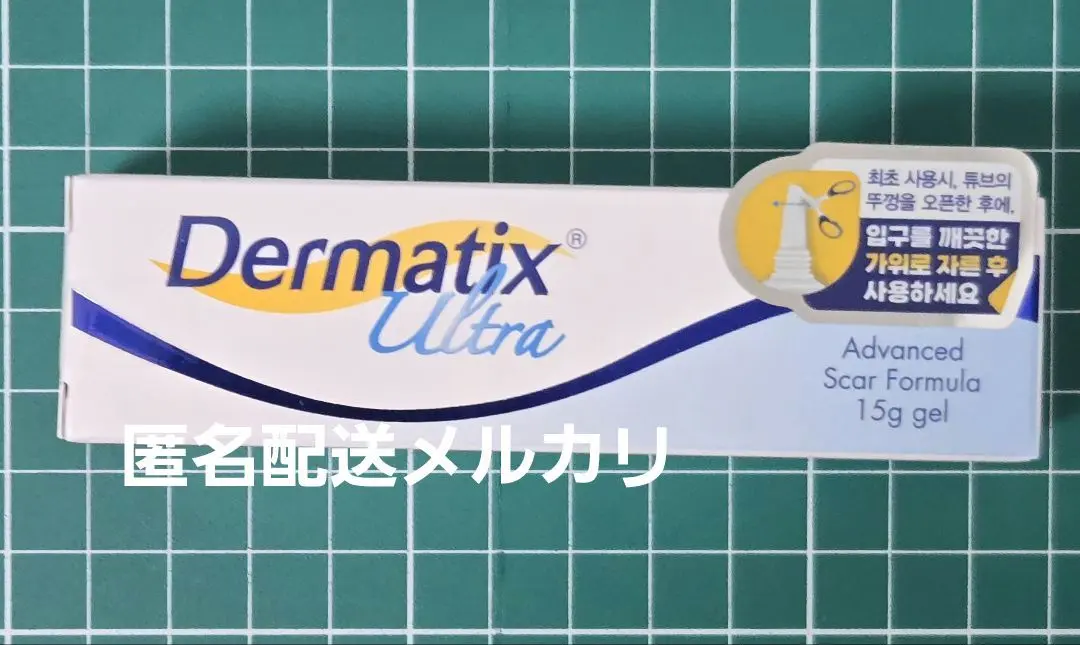 Dermatix®
Ultra
최초 사용시, 튜브의
뚜껑을 오픈한 후에,
입구를 깨끗한
가위로 자른 후
사용하세요
Advanced
Scar Formula
15g gel
匿名配送メルカリ